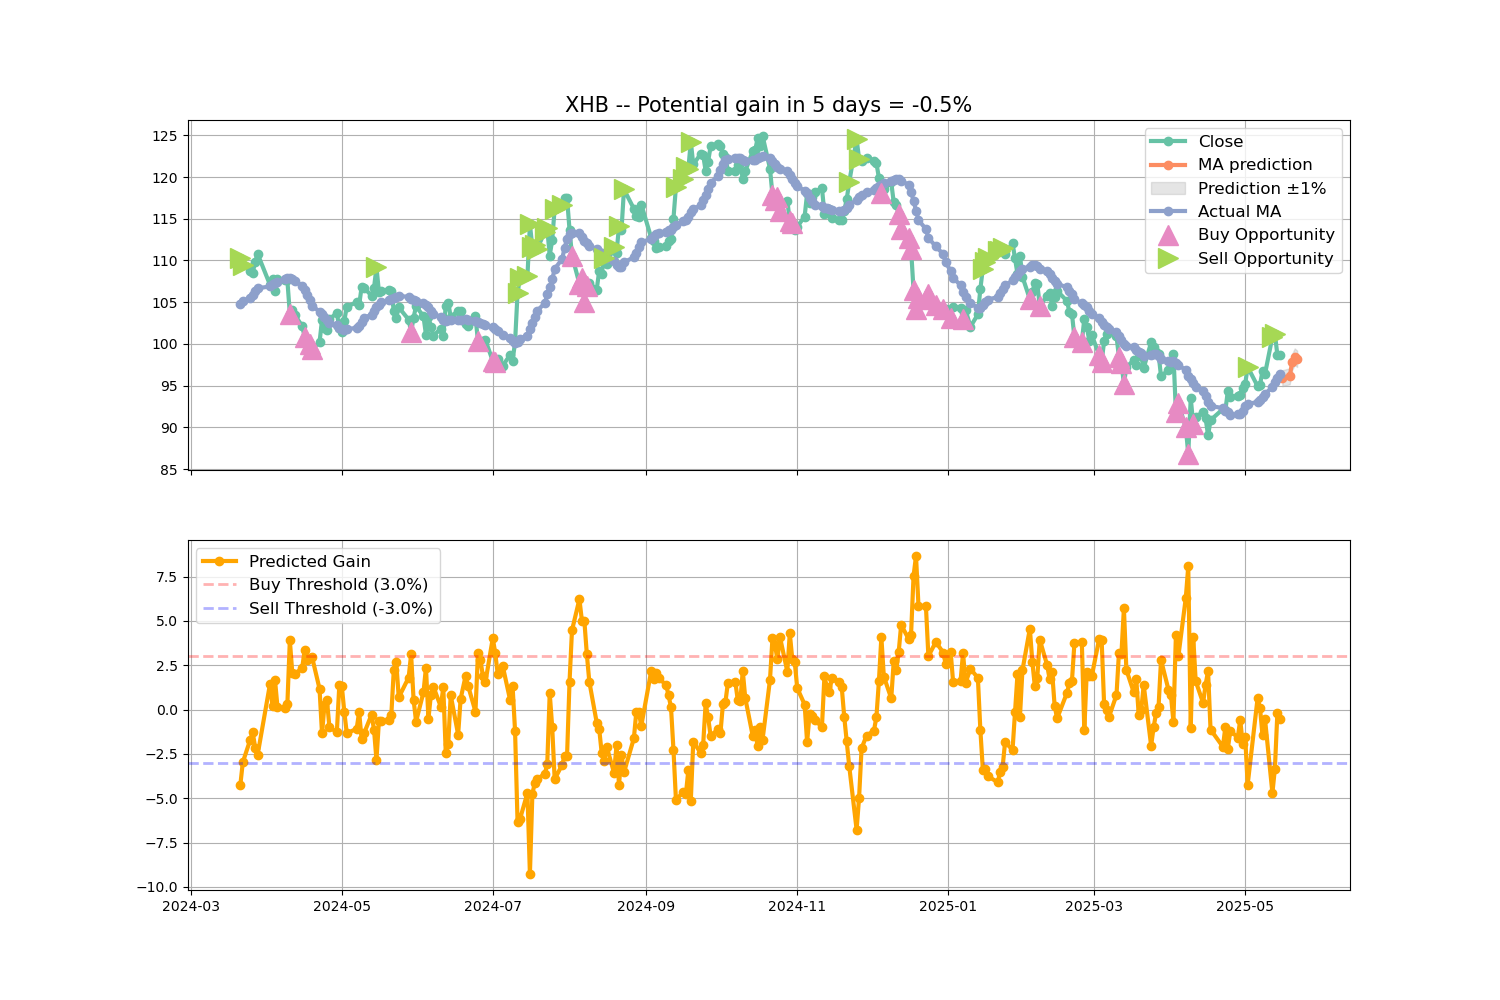 XHB -- Potential gain in 5 days = -0.5%
125
120
115
110
105
100
95
90
85
Close
MA prediction
Prediction ±1%
Actual MA
Buy Opportunity
Sell Opportunity
7.5
5.0
2.5
0.0
−2.5
−5.0
−7.5
−10.0
Predicted Gain
Buy Threshold (3.0%)
Sell Threshold (-3.0%)
2024-03 2024-05 2024-07 2024-09 2024-11 2025-01 2025-03 2025-05